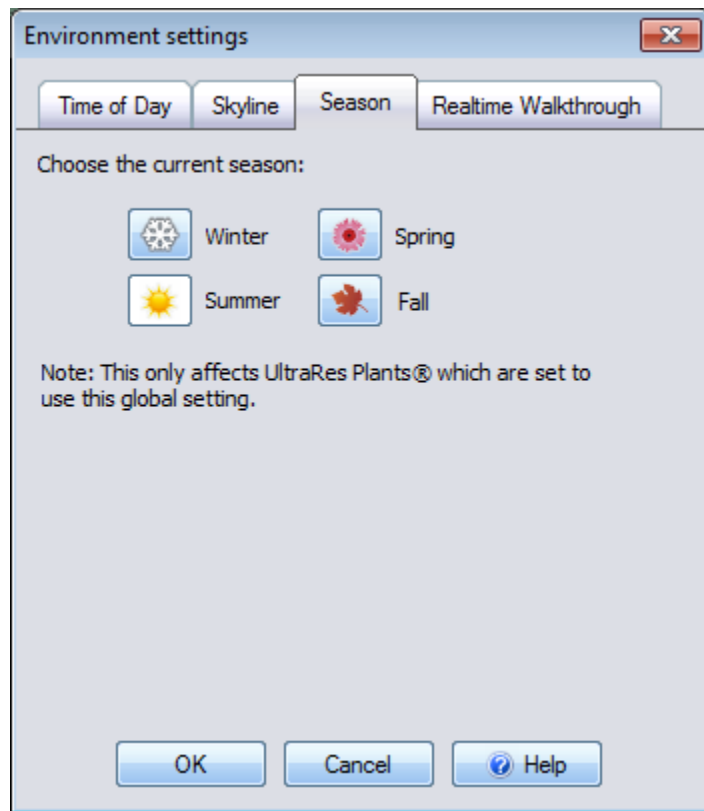 Environment settings
Time of Day Skyline Season Realtime Walkthrough
Choose the current season:
Winter Spring
Summer Fall
Note: This only affects UltraRes Plants® which are set to
use this global setting.
OK Cancel Help